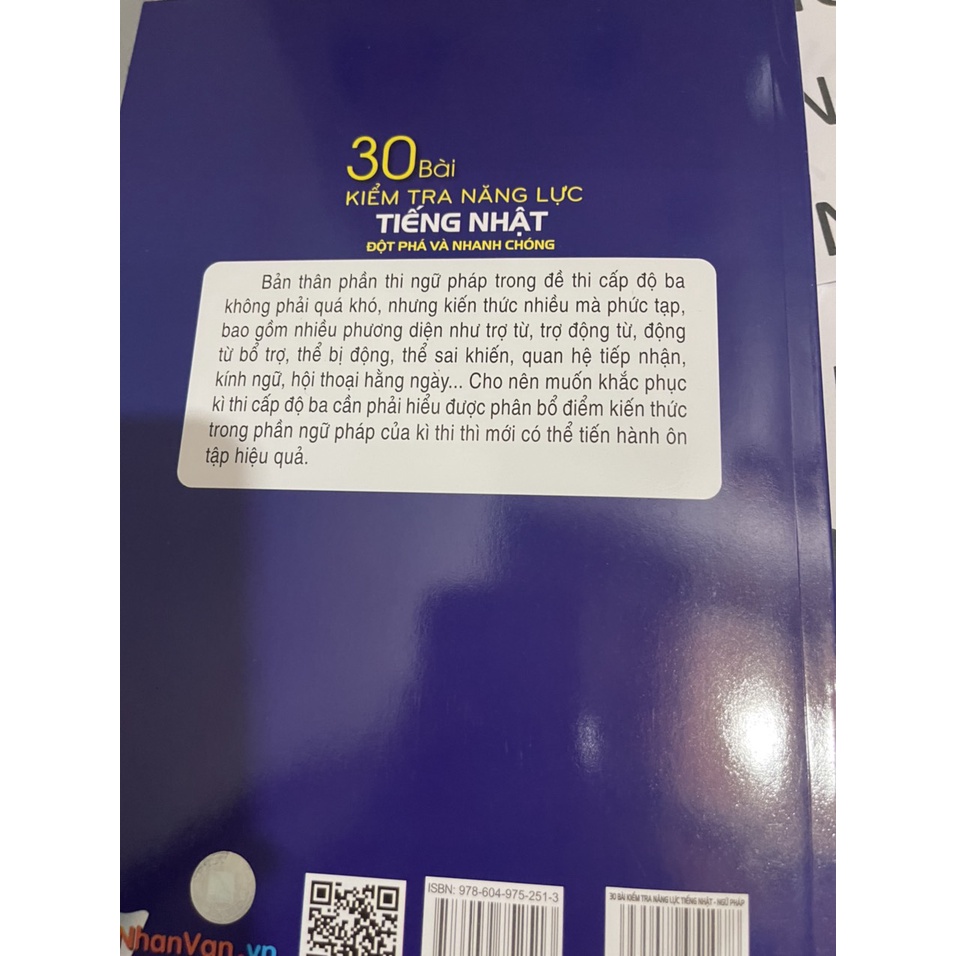 30 Bài
KIỂM TRA NĂNG LỰC
TIẾNG NHẬT
ĐỘT PHÁ VÀ NHANH CHÓNG
Bản thân phần thi ngữ pháp trong đề thi cấp độ ba
không phải quá khó, nhưng kiến thức nhiều mà phức tạp,
bao gồm nhiều phương diện như trợ từ, trợ động từ, động
từ bổ trợ, thể bị động, thể sai khiến, quan hệ tiếp nhận,
kính ngữ, hội thoại hằng ngày... Cho nên muốn khắc phục
kì thi cấp độ ba cần phải hiểu được phân bổ điểm kiến thức
trong phần ngữ pháp của kì thi thì mới có thể tiến hành ôn
tập hiệu quả.
NhanVan.vn
ISBN: 978-604-975-251-3
30 BÀI KIỂM TRA NĂNG LỰC TIẾNG NHẬT - NGỮ PHÁP